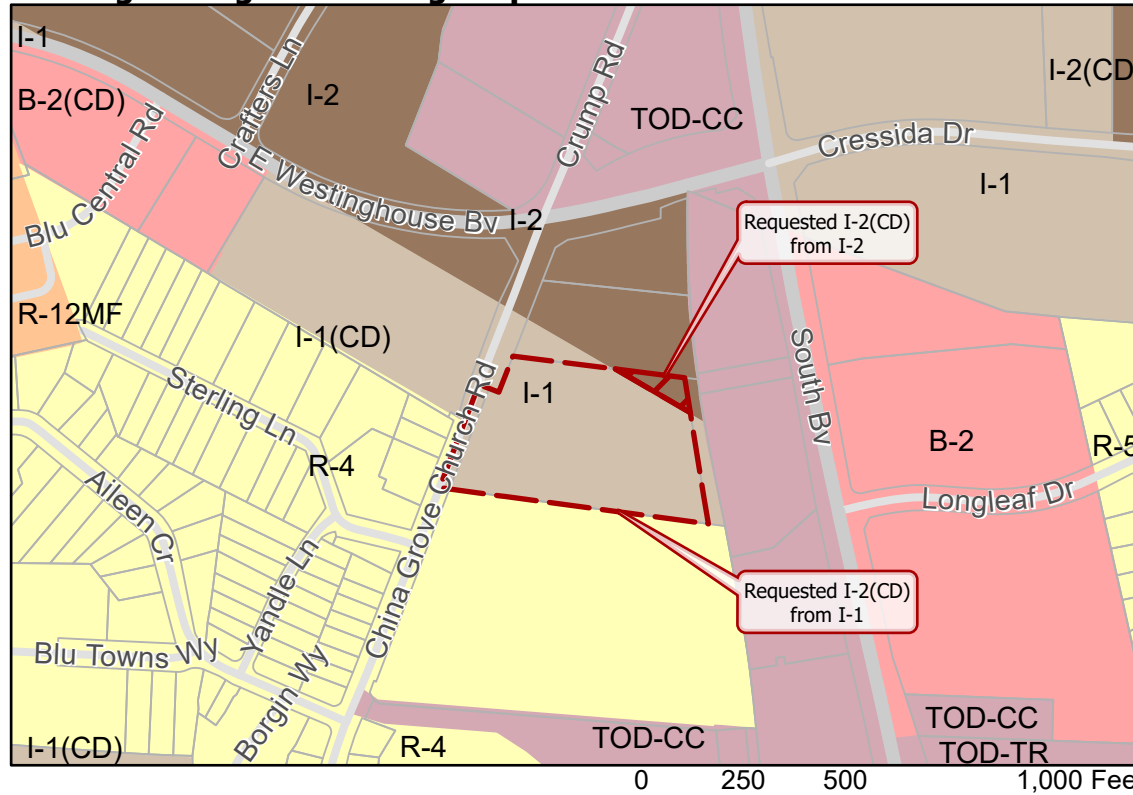 I-1
B-2(CD)
Crafters Ln
I-2
Crump Rd
TOD-CC
I-2(CD
Blu Central Rd
E Westinghouse Bv
I-2
Cressida Dr
I-1
Requested I-2(CD)
from I-2
R-12MF
I-1(CD)
Sterling Ln
I-1
South Bv
B-2
R-5
R-4
Longleaf Dr
Aileen Cr
Yandle Ln
China Grove Church Rd
Requested I-2(CD)
from I-1
Blu Towns Wy
Borgin Wy
I-1(CD)
R-4
TOD-CC
TOD-CC
TOD-TR
0 250 500 1,000 Fee